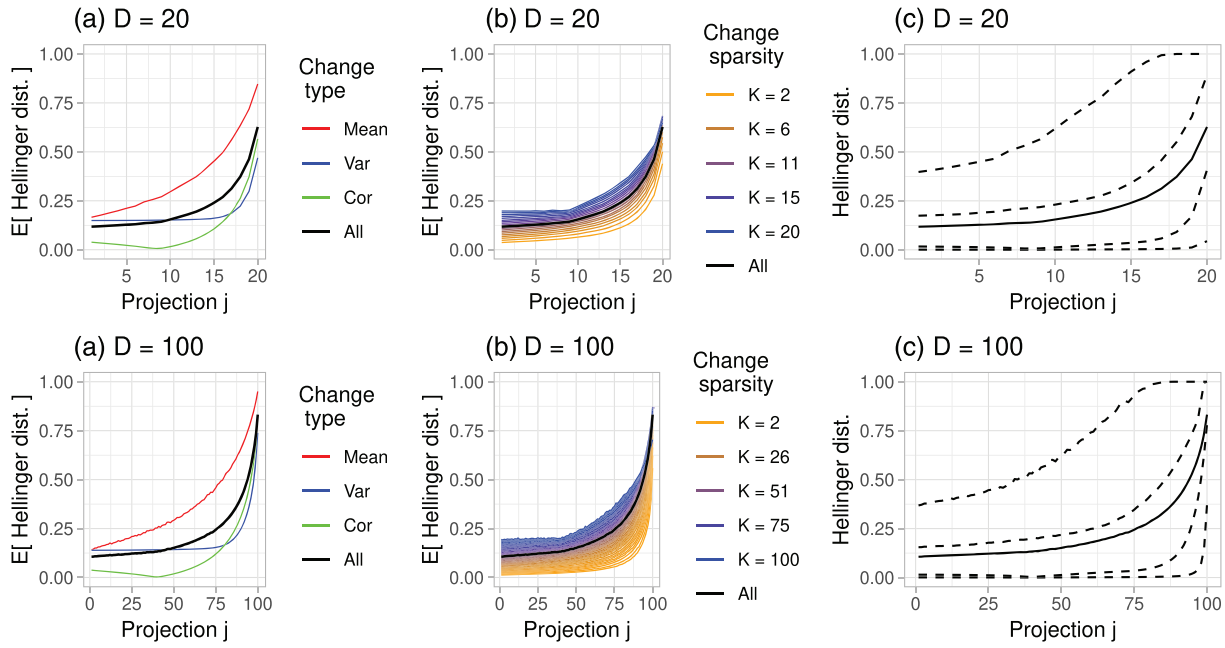 (a) D = 20
E[ Hellinger dist. ]
1.00
0.75
0.50
0.25
0.00
5 10 15 20
Projection j
Change
type
Mean
Var
Cor
All
(b) D = 20
E[ Hellinger dist. ]
1.00
0.75
0.50
0.25
0.00
5 10 15 20
Projection j
Change
sparsity
K = 2
K = 6
K = 11
K = 15
K = 20
All
(c) D = 20
Hellinger dist.
1.00
0.75
0.50
0.25
0.00
5 10 15 20
Projection j
(a) D = 100
E[ Hellinger dist. ]
1.00
0.75
0.50
0.25
0.00
0 25 50 75 100
Projection j
Change
type
Mean
Var
Cor
All
(b) D = 100
E[ Hellinger dist. ]
1.00
0.75
0.50
0.25
0.00
0 25 50 75 100
Projection j
Change
sparsity
K = 2
K = 26
K = 51
K = 75
K = 100
All
(c) D = 100
Hellinger dist.
1.00
0.75
0.50
0.25
0.00
0 25 50 75 100
Projection j